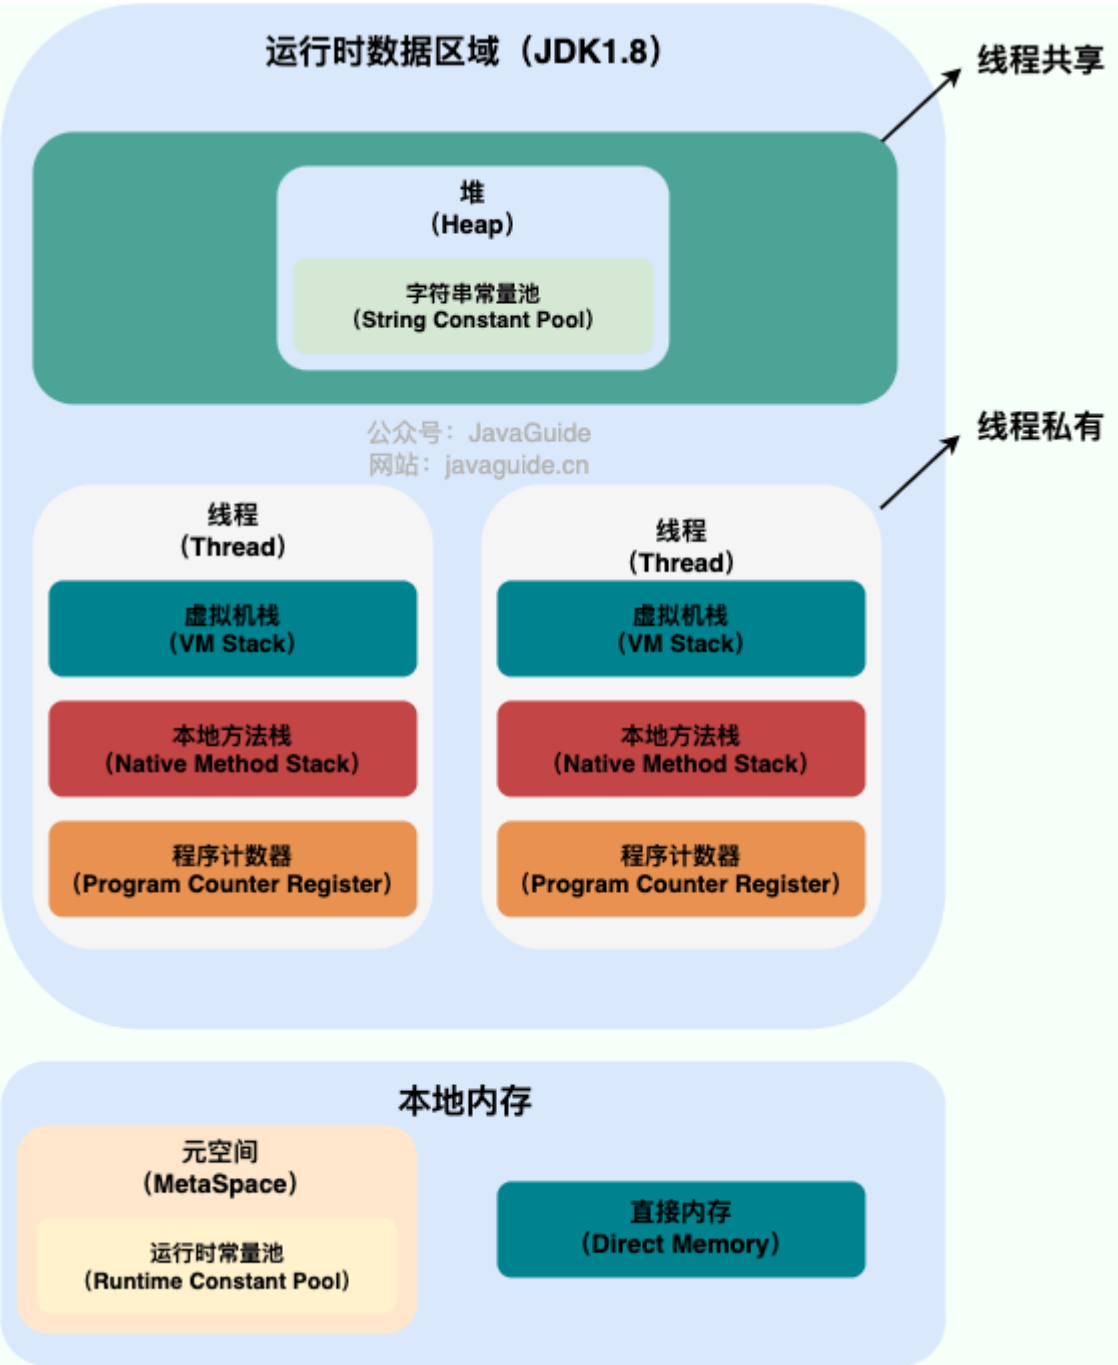 运行时数据区域（JDK1.8）
线程共享
堆
（Heap）
字符串常量池
（String Constant Pool）
公众号：JavaGuide
网站：javaguide.cn
线程私有
线程
（Thread）
虚拟机栈
（VM Stack）
本地方法栈
（Native Method Stack）
程序计数器
（Program Counter Register）
线程
（Thread）
虚拟机栈
（VM Stack）
本地方法栈
（Native Method Stack）
程序计数器
（Program Counter Register）
本地内存
元空间
（MetaSpace）
运行时常量池
（Runtime Constant Pool）
直接内存
（Direct Memory）